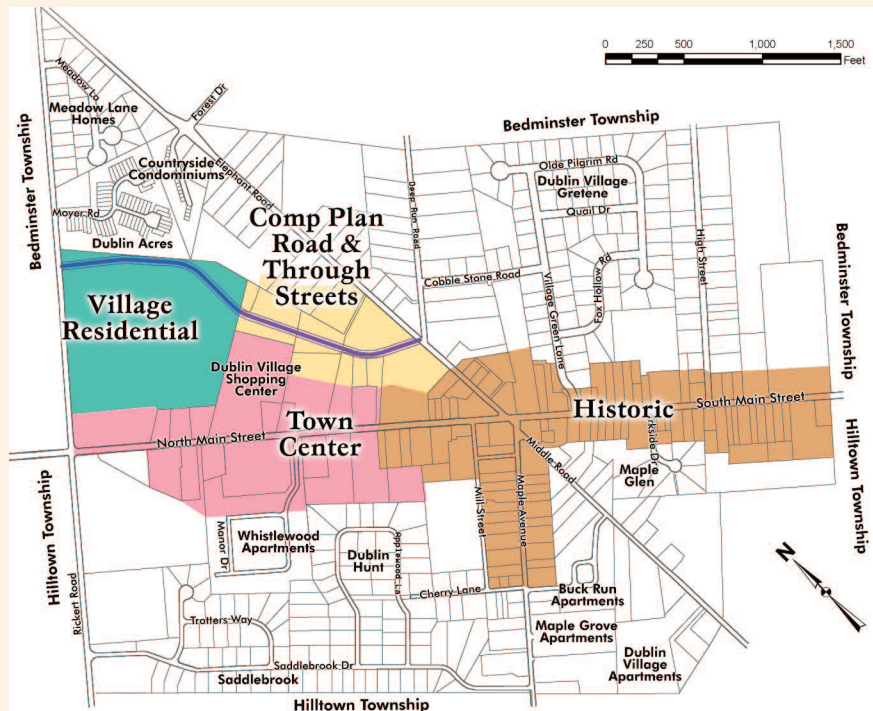 0 250 500 1,000 1,500
Feet
Bedminster Township
Meadow La
Meadow Lane
Homes
Forest Dr
Bedminster Township
Countryside
Condominiums
Elephant Road
Moyer Rd
Dublin Acres
Deep Run Road
Olde Pilgrim Rd
Dublin Village
Gretene
Quail Dr
High Street
Bedminster Township
Comp Plan
Road &
Through
Streets
Cobble Stone Road
Village Green Lane
Fox Hollow Rd
Village
Residential
Dublin Village
Shopping
Center
Town
Center
North Main Street
Historic
South Main Street
Parkside Dr
Maple
Glen
Middle Road
Hilltown Township
Hilltown Township
Rickert Road
Manor Dr
Whistlewood
Apartments
Dublin
Hunt
Applewood La
Mill Street
Maple Avenue
Cherry Lane
Buck Run
Apartments
Maple Grove
Apartments
Dublin
Village
Apartments
Trotters Way
Saddlebrook Dr
Saddlebrook
Hilltown Township
N